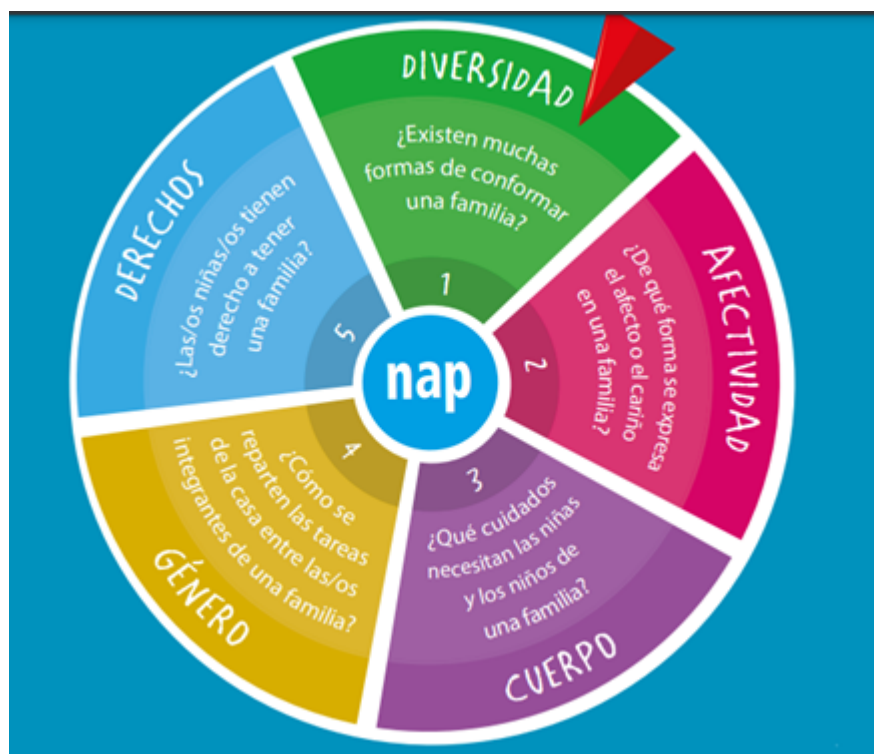 DIVERSIDAD
¿Existen muchas
formas de conformar
una familia?
1
AFECTIVIDAD
¿De qué forma se expresa
el afecto o el cariño
en una familia?
2
CUERPO
3
¿Qué cuidados
necesitan las niñas
y los niños de
una familia?
GÉNERO
4
¿Cómo se
reparten las tareas
de la casa entre las/os
integrantes de una familia?
DERECHOS
¿Las/os niñas/os tienen
derecho a tener
una familia?
5
nap